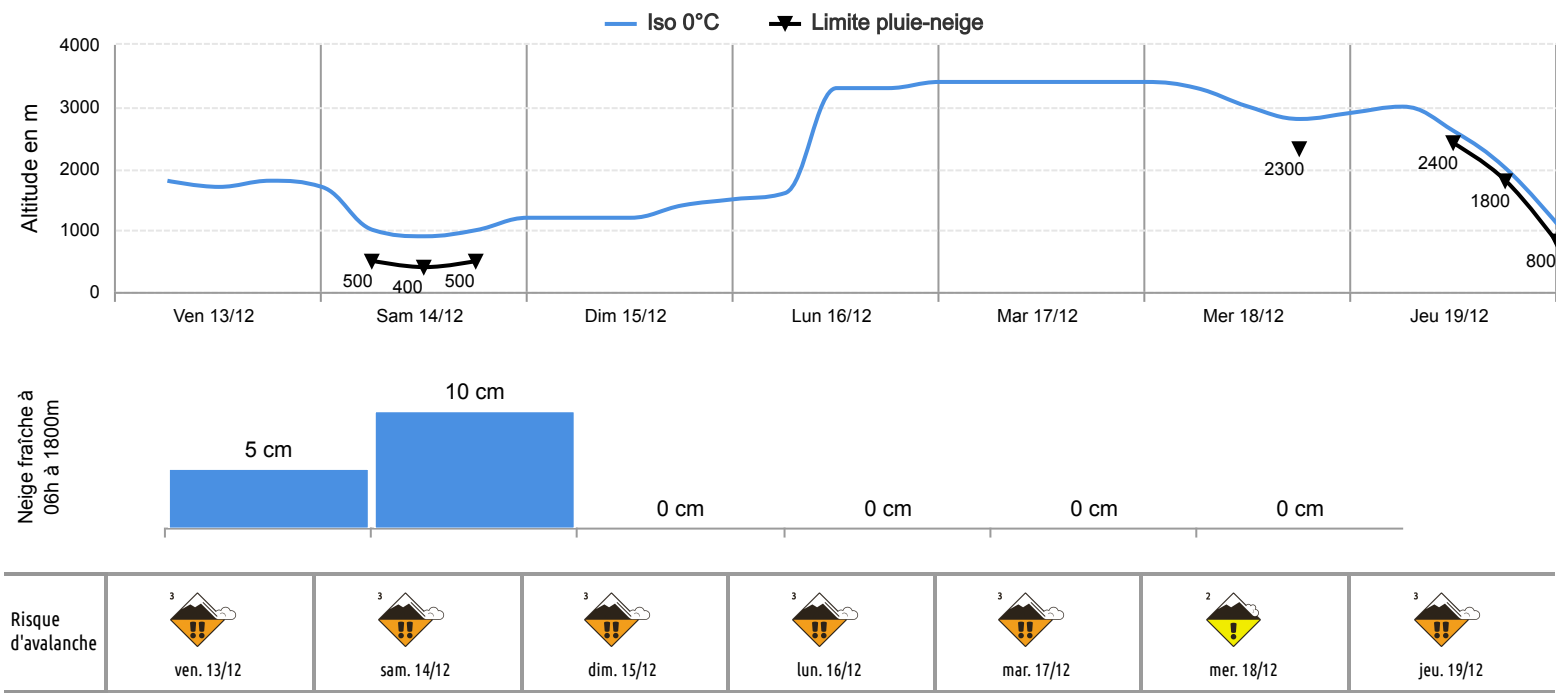 Iso 0°C Limite pluie-neige
Altitude en m
4000
3000
2000
1000
0
2300
2400
1800
800
500
400
500
Ven 13/12 Sam 14/12 Dim 15/12 Lun 16/12 Mar 17/12 Mer 18/12 Jeu 19/12
Neige fraîche à
06h à 1800m
5 cm 10 cm 0 cm 0 cm 0 cm 0 cm
Risque
d'avalanche
3 3 3 3 3 2 3
!! !! !! !! !! ! !!
ven. 13/12 sam. 14/12 dim. 15/12 lun. 16/12 mar. 17/12 mer. 18/12 jeu. 19/12